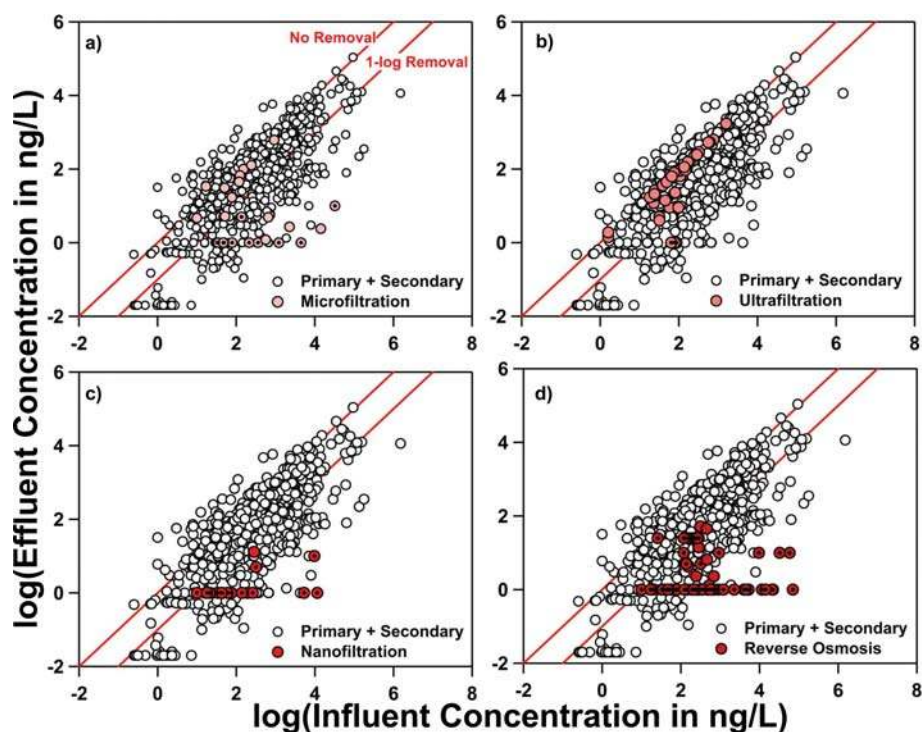 log(Effluent Concentration in ng/L)
a)
No Removal
1-log Removal
6
4
2
0
-2
Primary + Secondary
Microfiltration
-2 0 2 4 6 8
b)
6
4
2
0
-2
Primary + Secondary
Ultrafiltration
-2 0 2 4 6 8
c)
6
4
2
0
-2
Primary + Secondary
Nanofiltration
-2 0 2 4 6 8
d)
6
4
2
0
-2
Primary + Secondary
Reverse Osmosis
-2 0 2 4 6 8
log(Influent Concentration in ng/L)